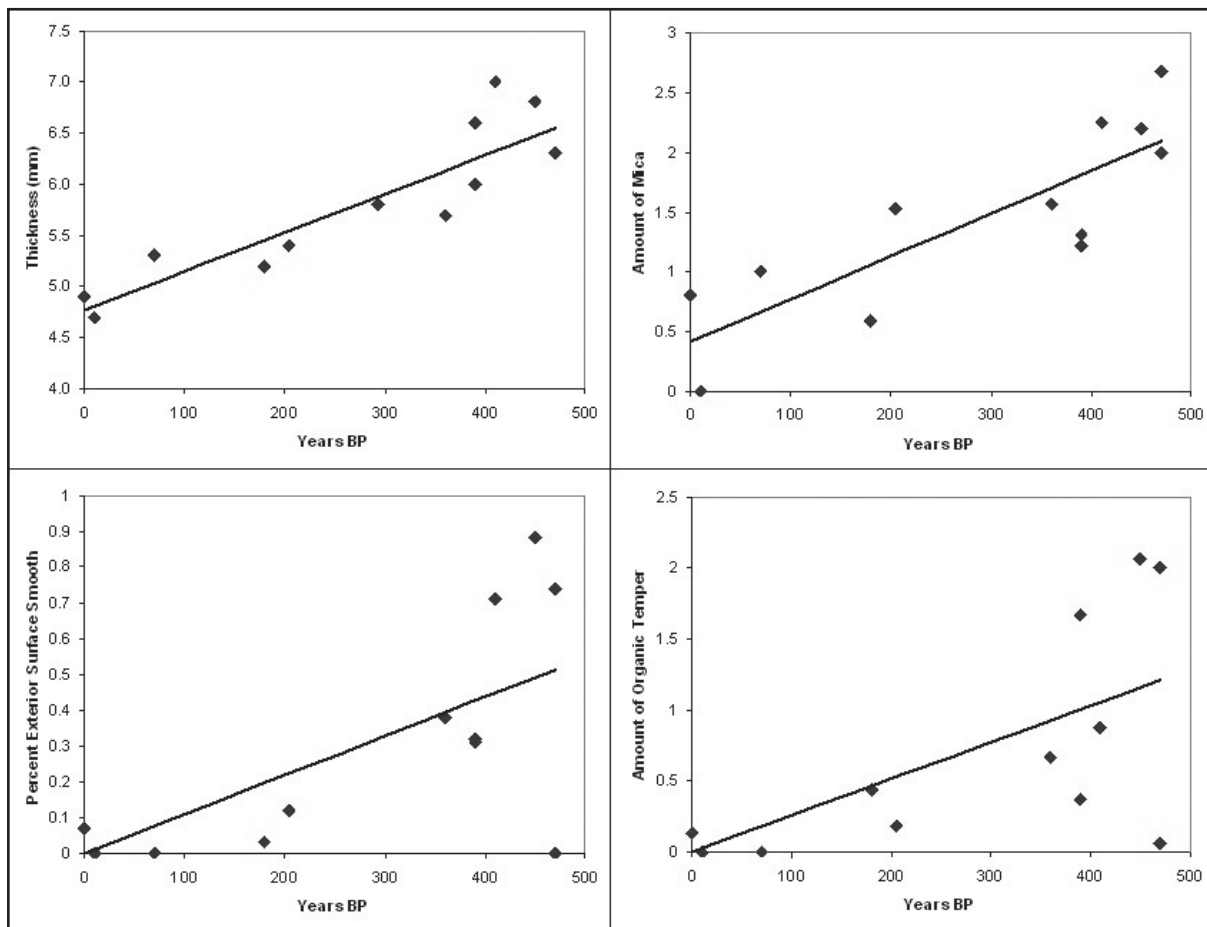 7.5
7.0
6.5
6.0
5.5
5.0
4.5
4.0
Thickness (mm)
0 100 200 300 400 500
Years BP
3
2.5
2
1.5
1
0.5
0
Amount of Mica
0 100 200 300 400 500
Years BP
1
0.9
0.8
0.7
0.6
0.5
0.4
0.3
0.2
0.1
0
Percent Exterior Surface Smooth
0 100 200 300 400 500
Years BP
2.5
2
1.5
1
0.5
0
Amount of Organic Temper
0 100 200 300 400 500
Years BP